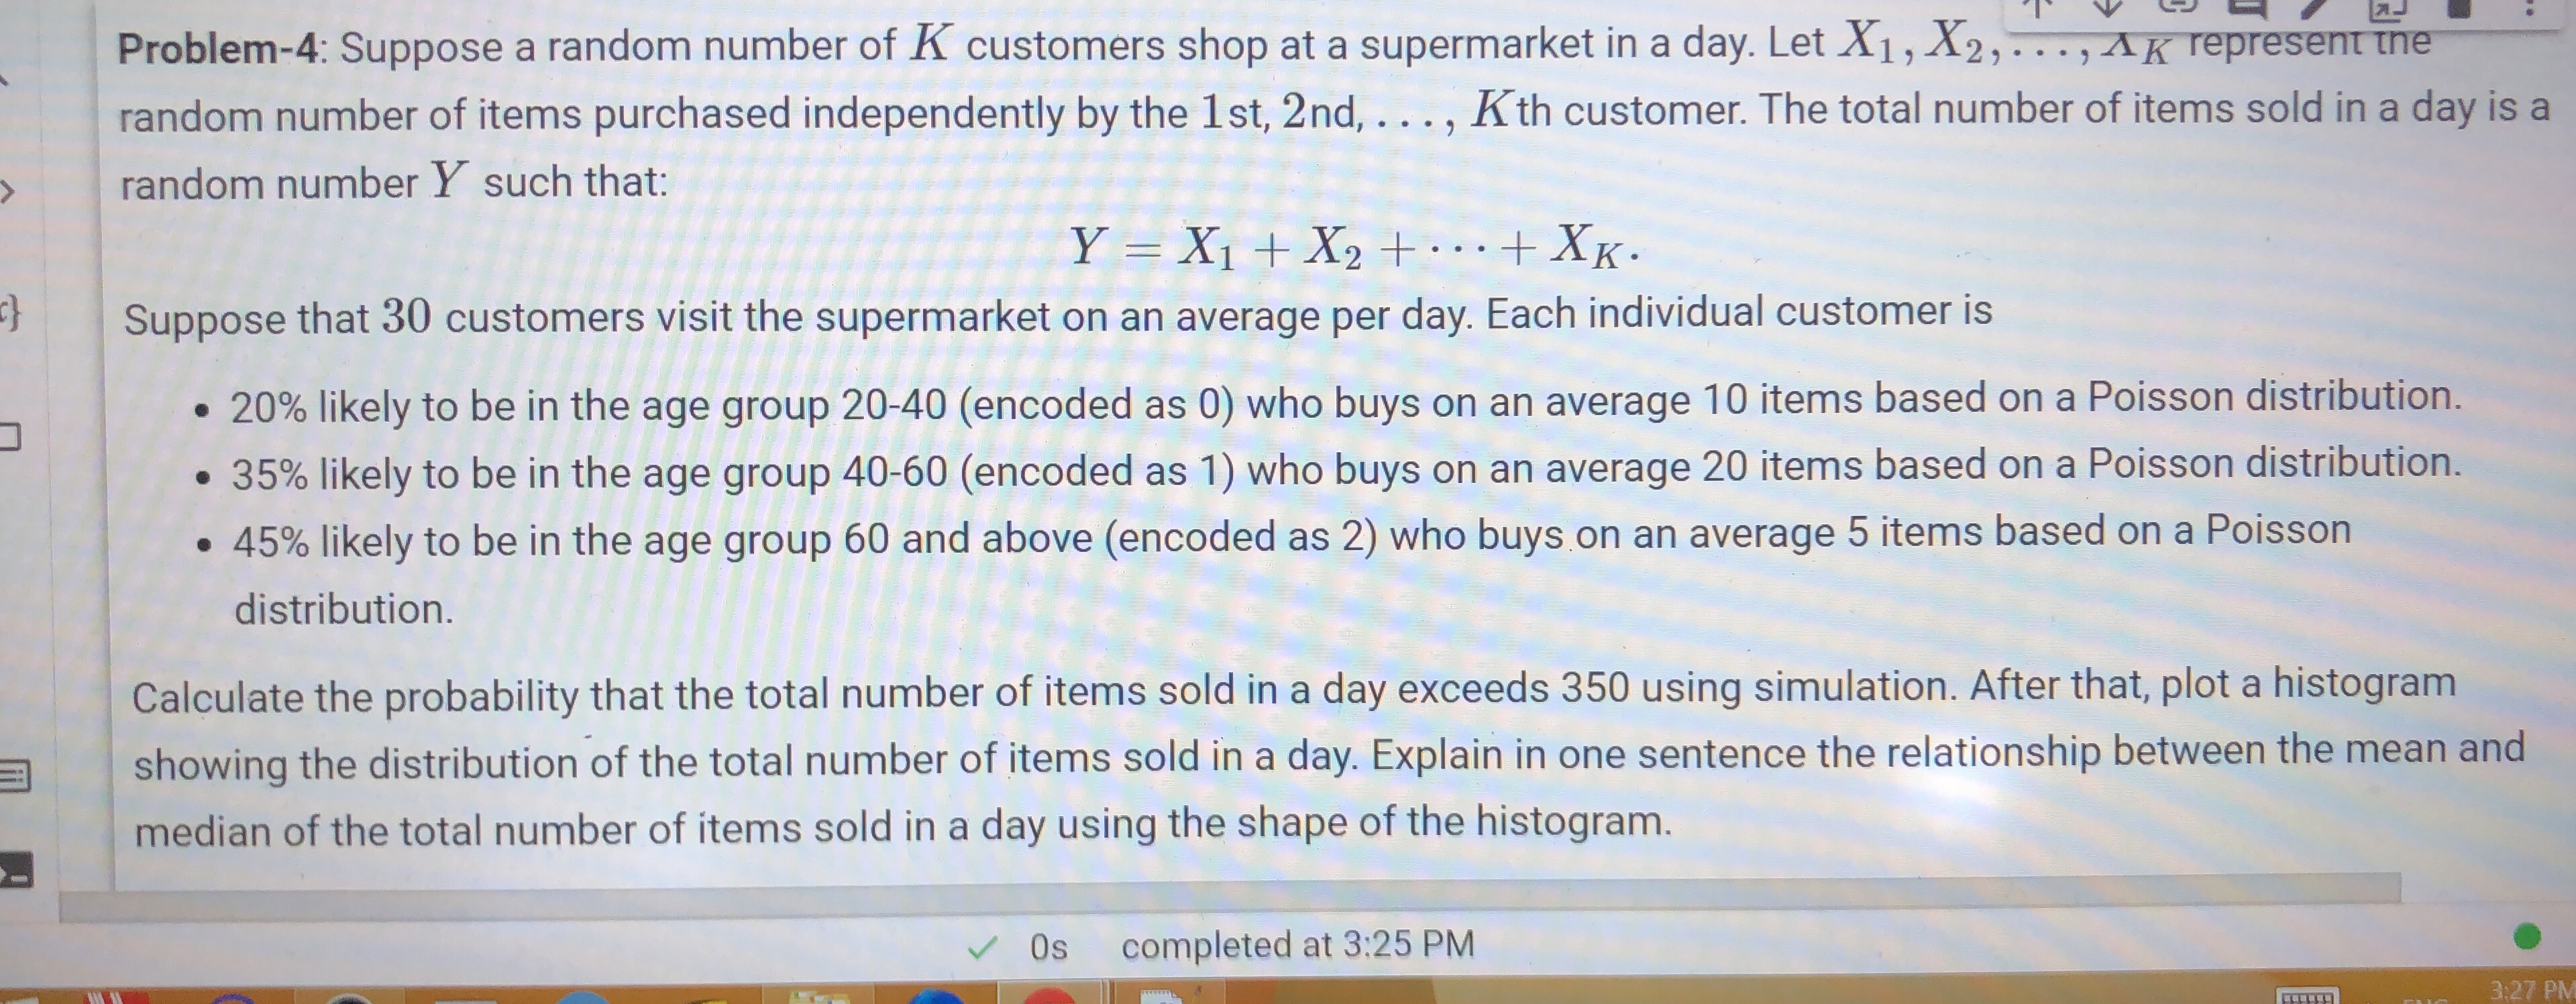 Problem-4: Suppose a random number of K customers shop at a supermarket in a day. Let X₁, X₂, . . . , X_K represent the
random number of items purchased independently by the 1st, 2nd, . . . , Kth customer. The total number of items sold in a day is a
random number Y such that:
Y = X₁ + X₂ + · · · + X_K.
Suppose that 30 customers visit the supermarket on an average per day. Each individual customer is
• 20% likely to be in the age group 20-40 (encoded as 0) who buys on an average 10 items based on a Poisson distribution.
• 35% likely to be in the age group 40-60 (encoded as 1) who buys on an average 20 items based on a Poisson distribution.
• 45% likely to be in the age group 60 and above (encoded as 2) who buys on an average 5 items based on a Poisson
distribution.
Calculate the probability that the total number of items sold in a day exceeds 350 using simulation. After that, plot a histogram
showing the distribution of the total number of items sold in a day. Explain in one sentence the relationship between the mean and
median of the total number of items sold in a day using the shape of the histogram.
✓ 0s completed at 3:25 PM
3:27 PM